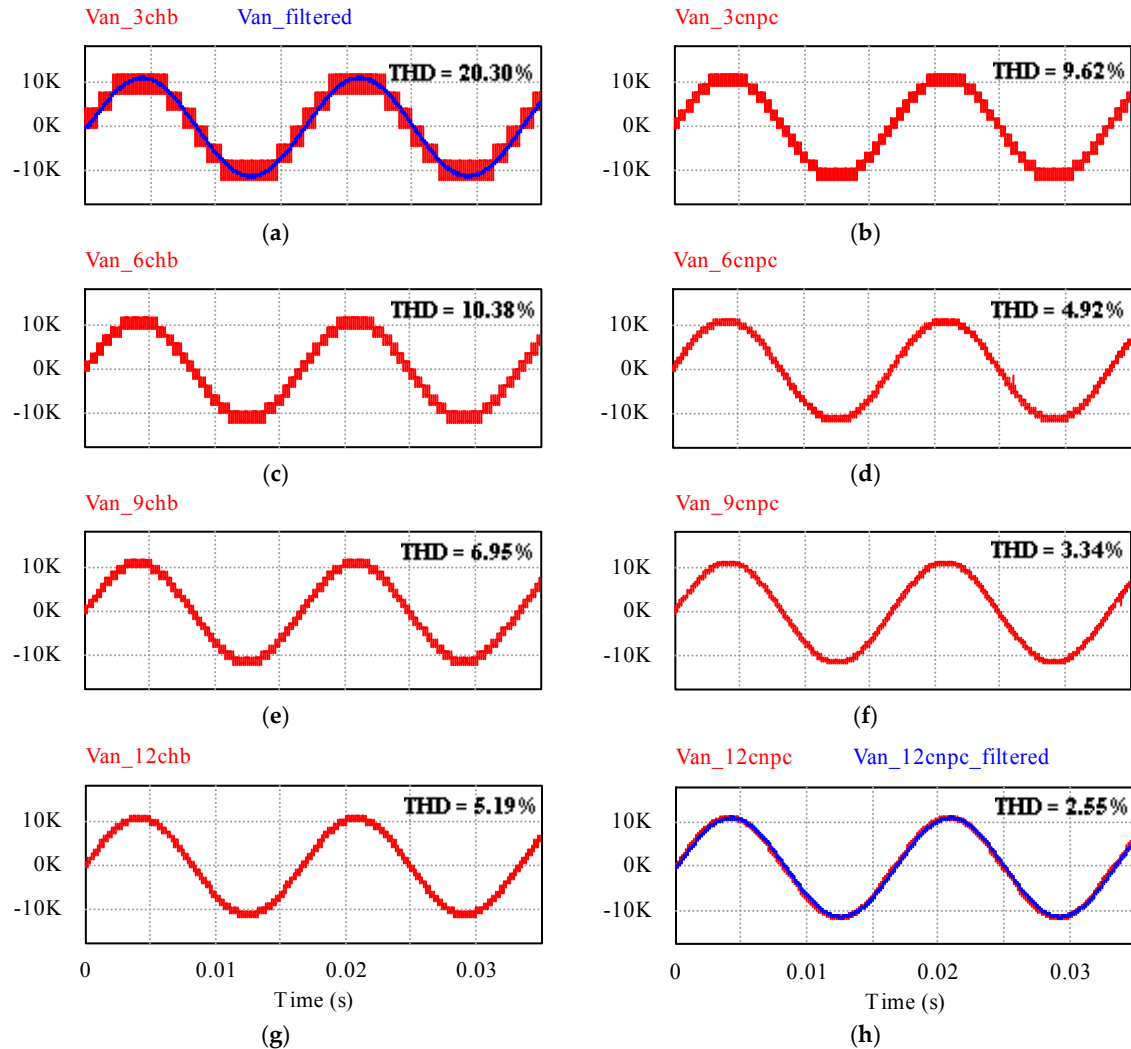 Van_3chb Van_filtered
THD = 20.30%
10K
0K
-10K
(a)
Van_3cnpc
THD = 9.62%
10K
0K
-10K
(b)
Van_6chb
THD = 10.38%
10K
0K
-10K
(c)
Van_6cnpc
THD = 4.92%
10K
0K
-10K
(d)
Van_9chb
THD = 6.95%
10K
0K
-10K
(e)
Van_9cnpc
THD = 3.34%
10K
0K
-10K
(f)
Van_12chb
THD = 5.19%
10K
0K
-10K
0 0.01 0.02 0.03
Time (s)
(g)
Van_12cnpc Van_12cnpc_filtered
THD = 2.55%
10K
0K
-10K
0 0.01 0.02 0.03
Time (s)
(h)